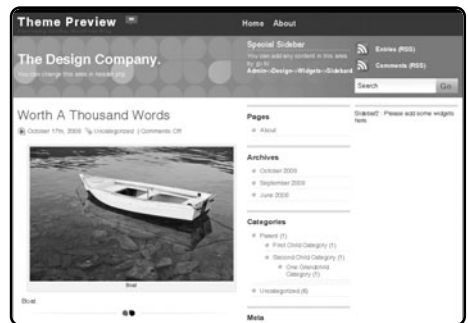 Theme Preview
Home About
The Design Company.
You can change this sites in header.php
Special Sidebar
You can add any content in this sites
by go to
Admin->Design->Widgets->Sidebar4
Entries (RSS)
Comments (RSS)
Search Go
Worth A Thousand Words
October 17th, 2009 Uncategorized | Comments Off
Boat
Boat.
Pages
About
Archives
October 2009
September 2009
June 2009
Categories
Parent (1)
First Child Category (1)
Second Child Category (1)
One Grandchild
Category (1)
Uncategorized (6)
Meta
Sidebar2 : Please add some widgets
here.